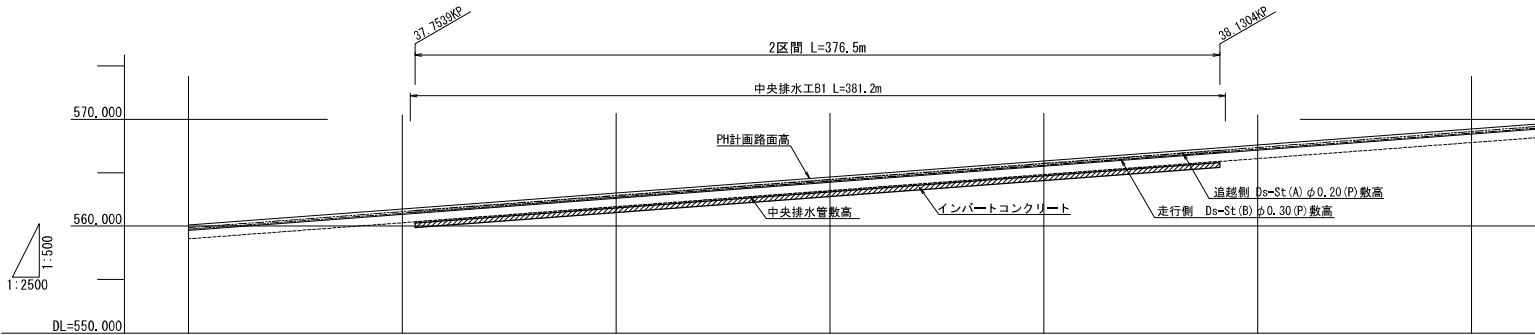 37.7539KP
38.1304KP
2区間 L=376.5m
中央排水工B1 L=381.2m
570.000
PH計画路面高
追越側 Ds-St(A)φ0.20(P)敷高
中央排水管敷高
インバートコンクリート
走行側 Ds-St(B)φ0.30(P)敷高
560.000
1:500
1:2500
DL=550.000